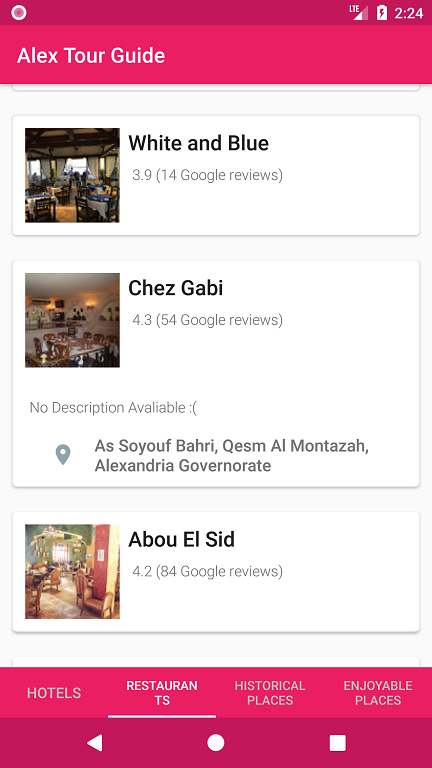 LTE 2:24
Alex Tour Guide
White and Blue
3.9 (14 Google reviews)
Chez Gabi
4.3 (54 Google reviews)
No Description Avaliable :(
As Soyouf Bahri, Qesm Al Montazah,
Alexandria Governorate
Abou El Sid
4.2 (84 Google reviews)
HOTELS
RESTAURAN
TS
HISTORICAL
PLACES
ENJOYABLE
PLACES